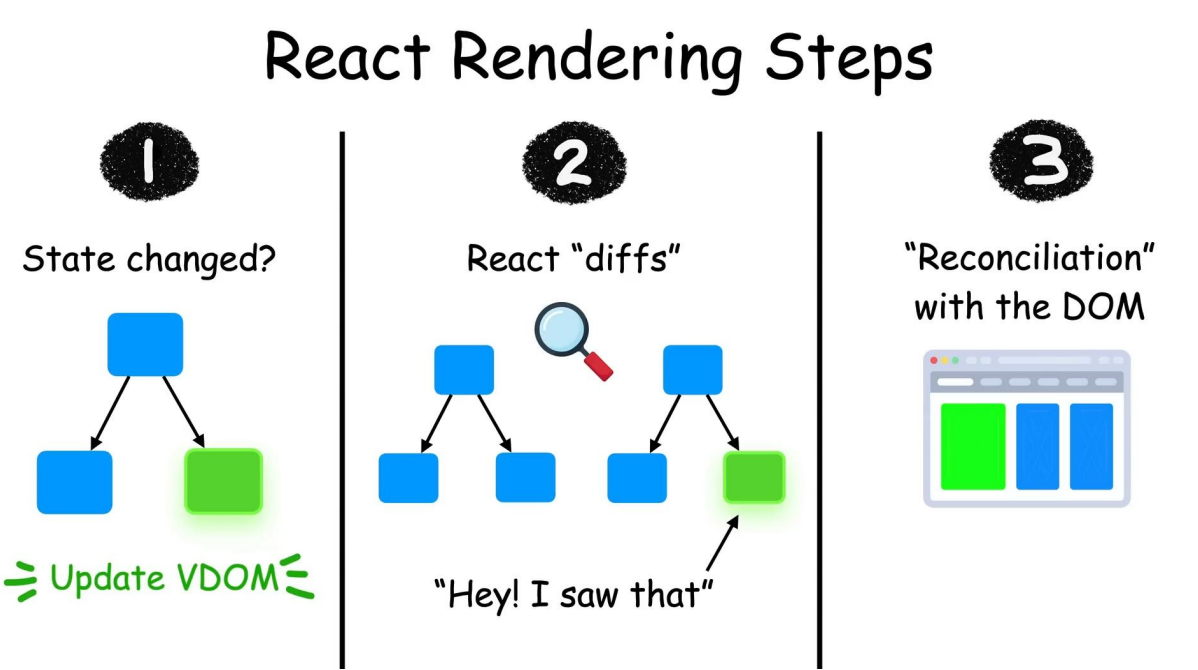 React Rendering Steps
1
State changed?
Update VDOM
2
React “diffs”
“Hey! I saw that”
3
“Reconciliation”
with the DOM